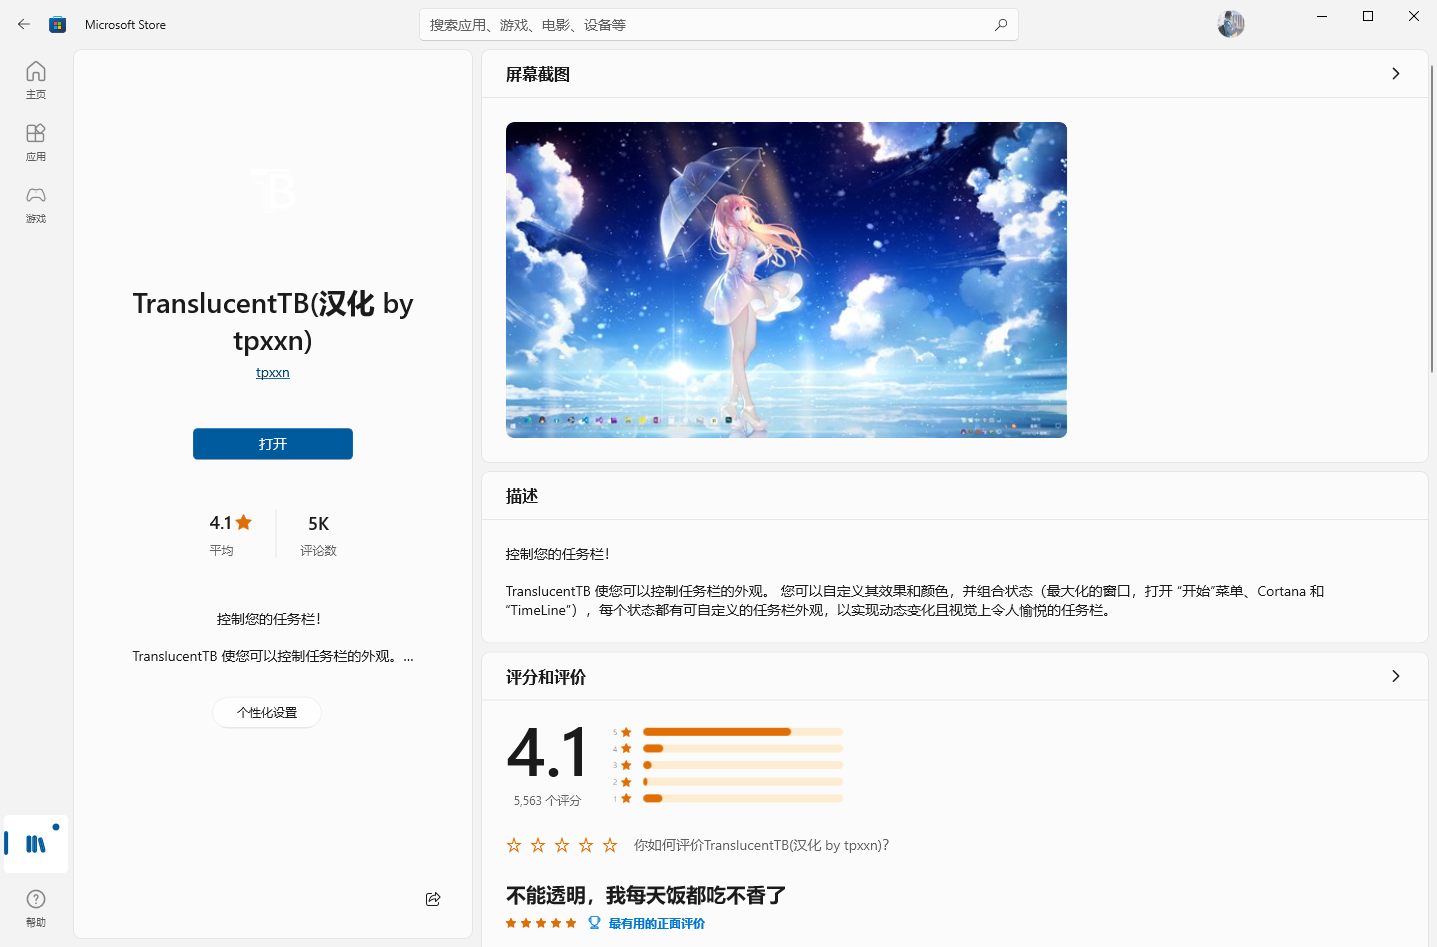 Microsoft Store
搜索应用、游戏、电影、设备等
主页
应用
游戏
帮助
TB
TranslucentTB(汉化 by
tpxxn)
tpxxn
打开
4.1
平均
5K
评论数
控制您的任务栏！
TranslucentTB 使您可以控制任务栏的外观。...
个性化设置
屏幕截图
描述
控制您的任务栏！
TranslucentTB 使您可以控制任务栏的外观。 您可以自定义其效果和颜色，并组合状态（最大化的窗口，打开 “开始”菜单、Cortana 和
“TimeLine”），每个状态都有可自定义的任务栏外观，以实现动态变化且视觉上令人愉悦的任务栏。
评分和评价
4.1
5,563 个评分
5
4
3
2
1
你如何评价TranslucentTB(汉化 by tpxxn)？
不能透明，我每天饭都吃不香了
最有用的正面评价